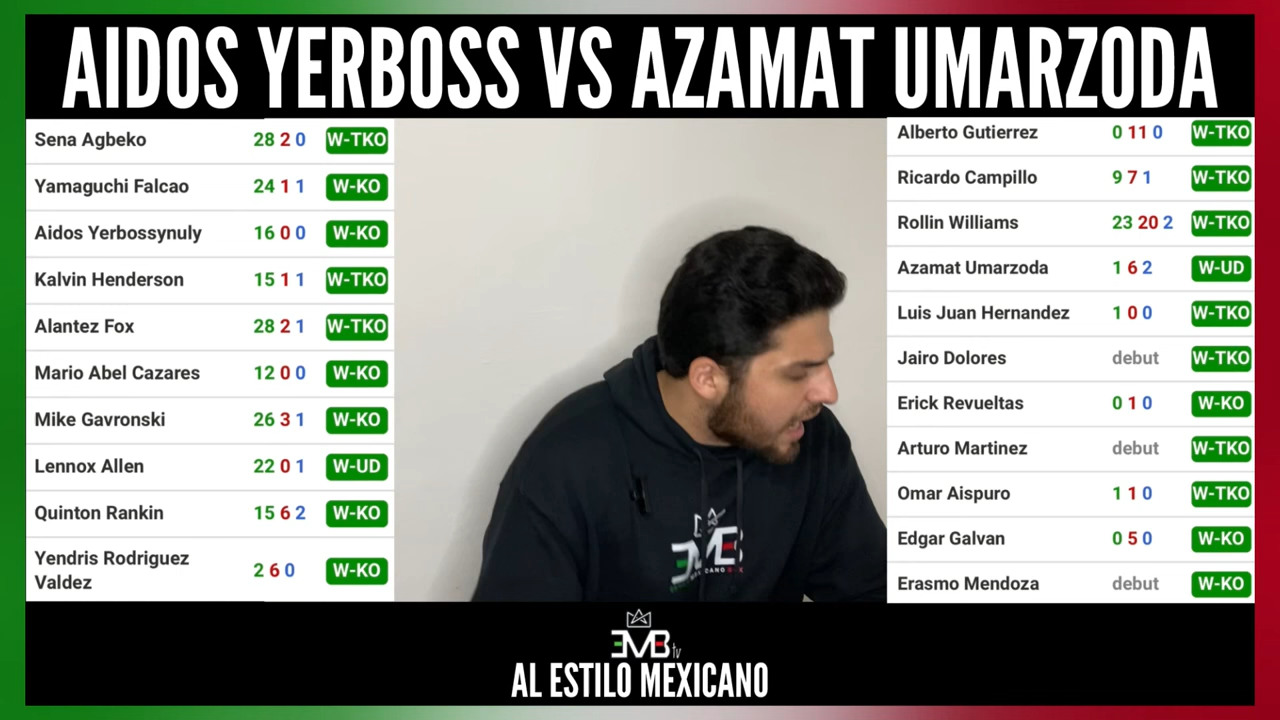 AIDOS YERBOSS VS AZAMAT UMARZODA
Sena Agbeko 28 2 0 W-TKO
Yamaguchi Falcao 24 1 1 W-KO
Aidos Yerbossynuly 16 0 0 W-KO
Kalvin Henderson 15 1 1 W-TKO
Alantez Fox 28 2 1 W-TKO
Mario Abel Cazares 12 0 0 W-KO
Mike Gavronski 26 3 1 W-KO
Lennox Allen 22 0 1 W-UD
Quinton Rankin 15 6 2 W-KO
Yendris Rodriguez
Valdez 2 6 0 W-KO
Alberto Gutierrez 0 11 0 W-TKO
Ricardo Campillo 9 7 1 W-TKO
Rollin Williams 23 20 2 W-TKO
Azamat Umarzoda 1 6 2 W-UD
Luis Juan Hernandez 1 0 0 W-TKO
Jairo Dolores debut W-TKO
Erick Revueltas 0 1 0 W-KO
Arturo Martinez debut W-TKO
Omar Aispuro 1 1 0 W-TKO
Edgar Galvan 0 5 0 W-KO
Erasmo Mendoza debut W-KO
EMB
EMB tv
AL ESTILO MEXICANO